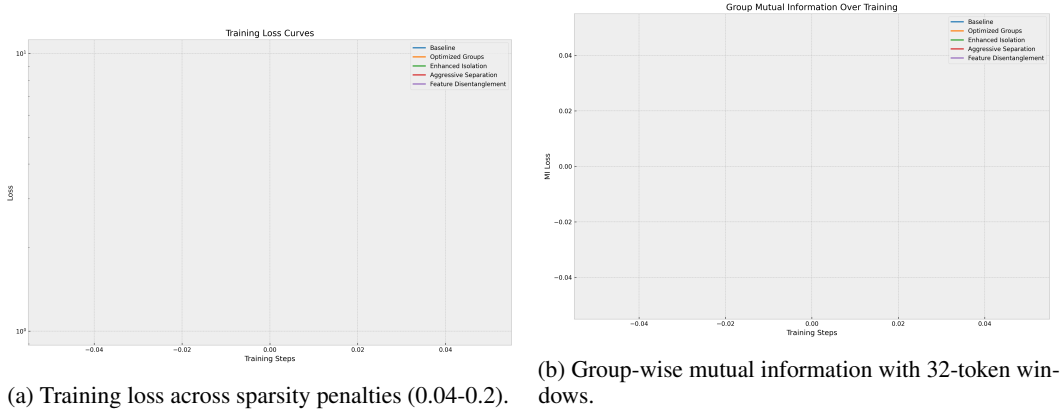 Training Loss Curves
10¹
10⁰
Loss
Baseline
Optimized Groups
Enhanced Isolation
Aggressive Separation
Feature Disentanglement
−0.04 −0.02 0.00 0.02 0.04
Training Steps
(a) Training loss across sparsity penalties (0.04-0.2).
Group Mutual Information Over Training
0.04
0.02
0.00
−0.02
−0.04
MI Loss
Baseline
Optimized Groups
Enhanced Isolation
Aggressive Separation
Feature Disentanglement
−0.04 −0.02 0.00 0.02 0.04
Training Steps
(b) Group-wise mutual information with 32-token win-
dows.